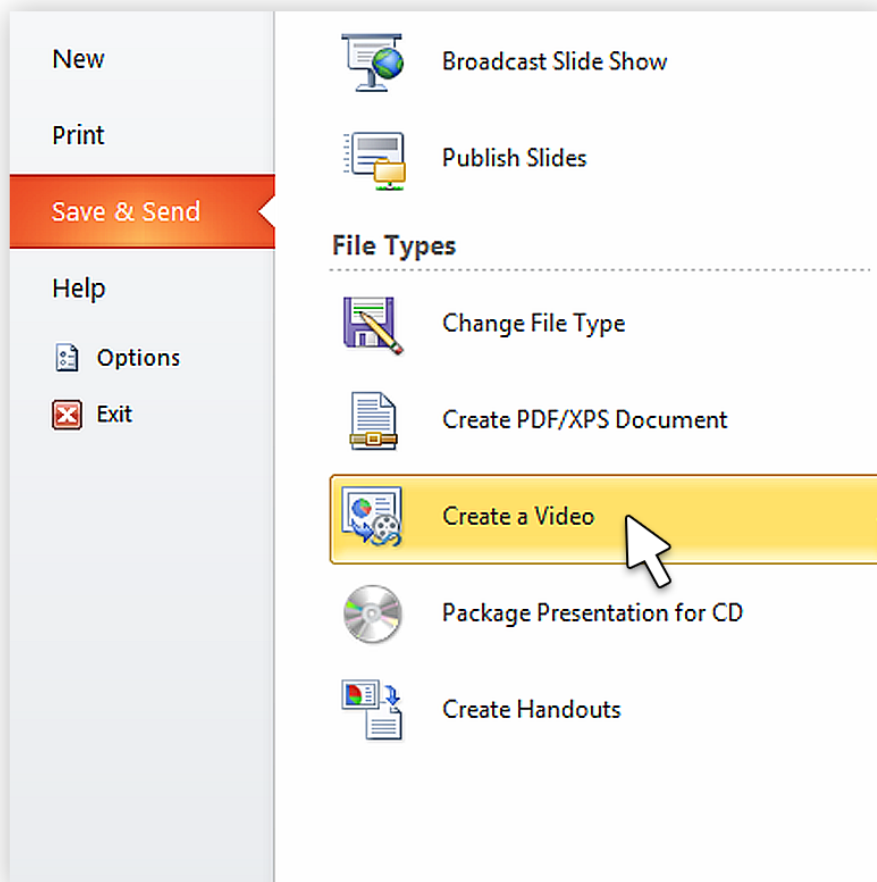 New
Print
Save & Send
Help
Options
Exit
Broadcast Slide Show
Publish Slides
File Types
Change File Type
Create PDF/XPS Document
Create a Video
Package Presentation for CD
Create Handouts